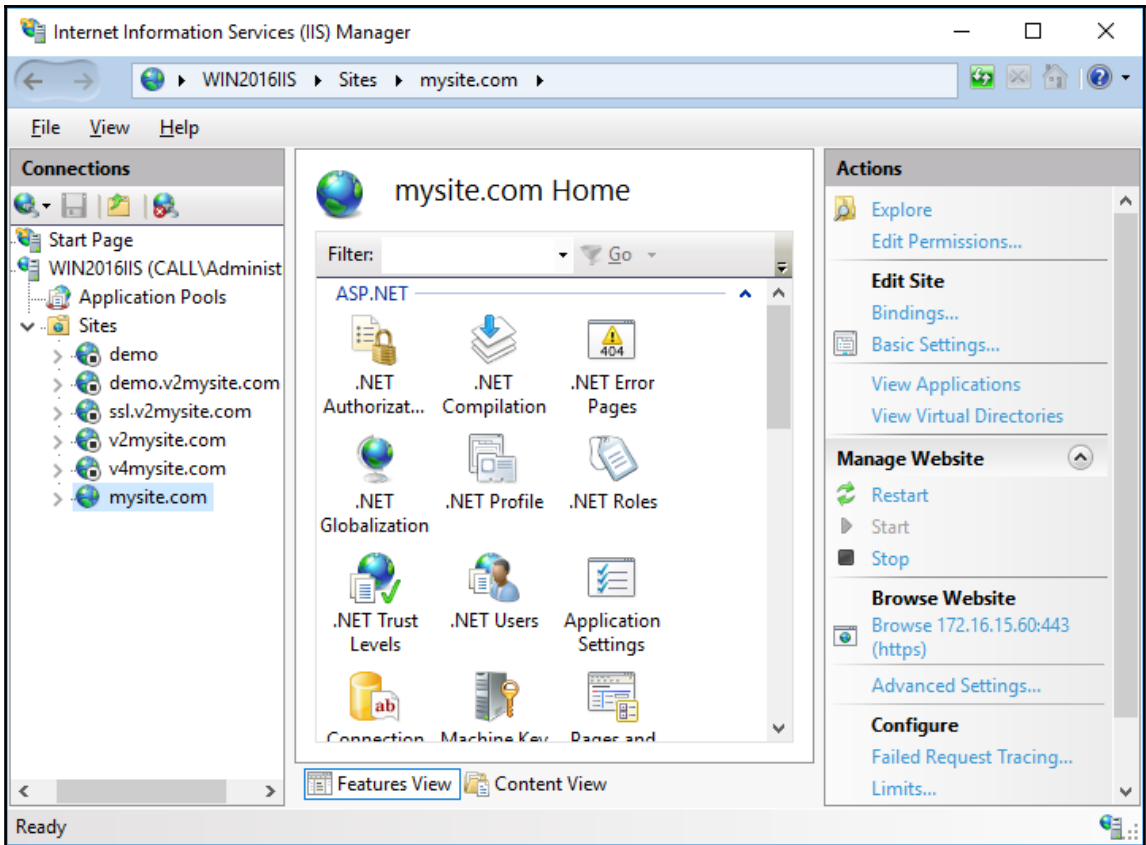 Internet Information Services (IIS) Manager
WIN2016IIS Sites mysite.com
File View Help
Connections
Start Page
WIN2016IIS (CALL\Administ
Application Pools
Sites
demo
demo.v2mysite.com
ssl.v2mysite.com
v2mysite.com
v4mysite.com
mysite.com
mysite.com Home
Filter: Go
ASP.NET
.NET
Authorizat...
.NET
Compilation
404
.NET Error
Pages
.NET
Globalization
.NET Profile
.NET Roles
.NET Trust
Levels
.NET Users
Application
Settings
ab
Connection
Machine Key
Pages and
Features View
Content View
Actions
Explore
Edit Permissions...
Edit Site
Bindings...
Basic Settings...
View Applications
View Virtual Directories
Manage Website
Restart
Start
Stop
Browse Website
Browse 172.16.15.60:443
(https)
Advanced Settings...
Configure
Failed Request Tracing...
Limits...
Ready